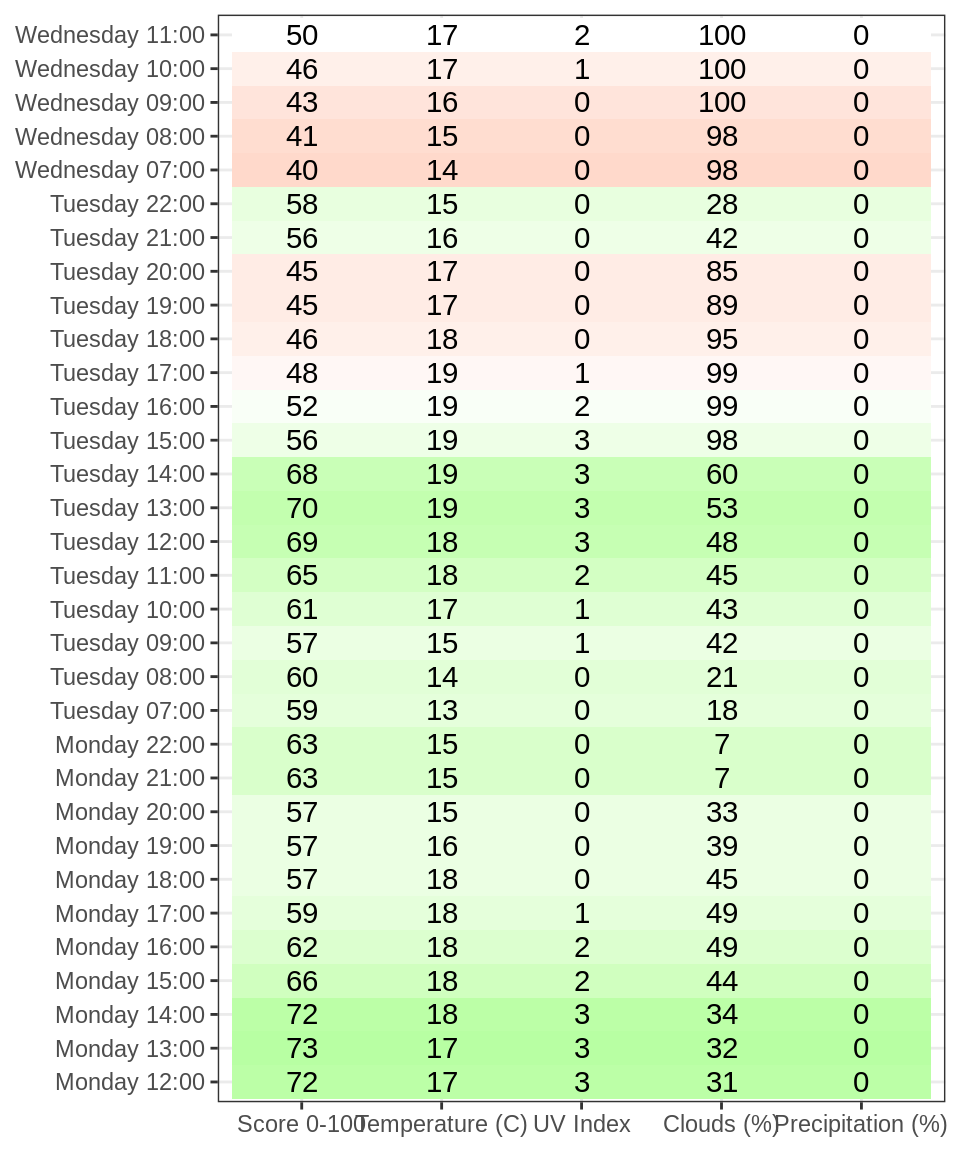 Wednesday 11:00 50 17 2 100 0
Wednesday 10:00 46 17 1 100 0
Wednesday 09:00 43 16 0 100 0
Wednesday 08:00 41 15 0 98 0
Wednesday 07:00 40 14 0 98 0
Tuesday 22:00 58 15 0 28 0
Tuesday 21:00 56 16 0 42 0
Tuesday 20:00 45 17 0 85 0
Tuesday 19:00 45 17 0 89 0
Tuesday 18:00 46 18 0 95 0
Tuesday 17:00 48 19 1 99 0
Tuesday 16:00 52 19 2 99 0
Tuesday 15:00 56 19 3 98 0
Tuesday 14:00 68 19 3 60 0
Tuesday 13:00 70 19 3 53 0
Tuesday 12:00 69 18 3 48 0
Tuesday 11:00 65 18 2 45 0
Tuesday 10:00 61 17 1 43 0
Tuesday 09:00 57 15 1 42 0
Tuesday 08:00 60 14 0 21 0
Tuesday 07:00 59 13 0 18 0
Monday 22:00 63 15 0 7 0
Monday 21:00 63 15 0 7 0
Monday 20:00 57 15 0 33 0
Monday 19:00 57 16 0 39 0
Monday 18:00 57 18 0 45 0
Monday 17:00 59 18 1 49 0
Monday 16:00 62 18 2 49 0
Monday 15:00 66 18 2 44 0
Monday 14:00 72 18 3 34 0
Monday 13:00 73 17 3 32 0
Monday 12:00 72 17 3 31 0
Score 0-100 Temperature (C) UV Index Clouds (%) Precipitation (%)